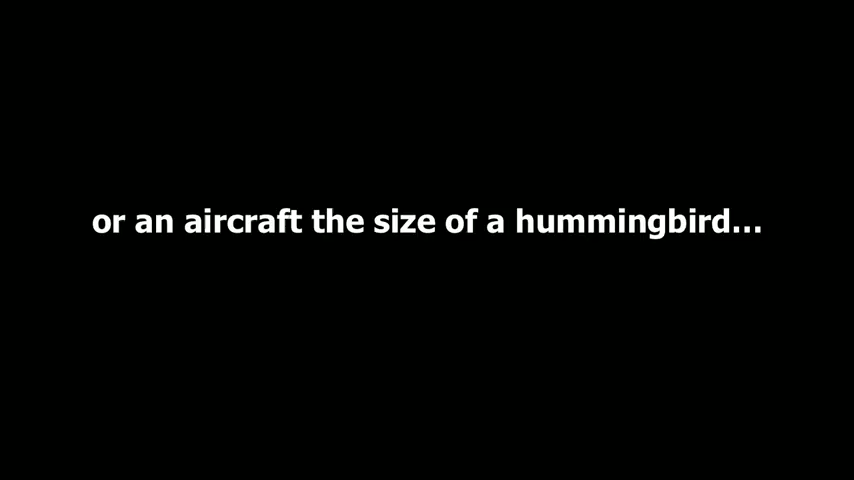 or an aircraft the size of a hummingbird...